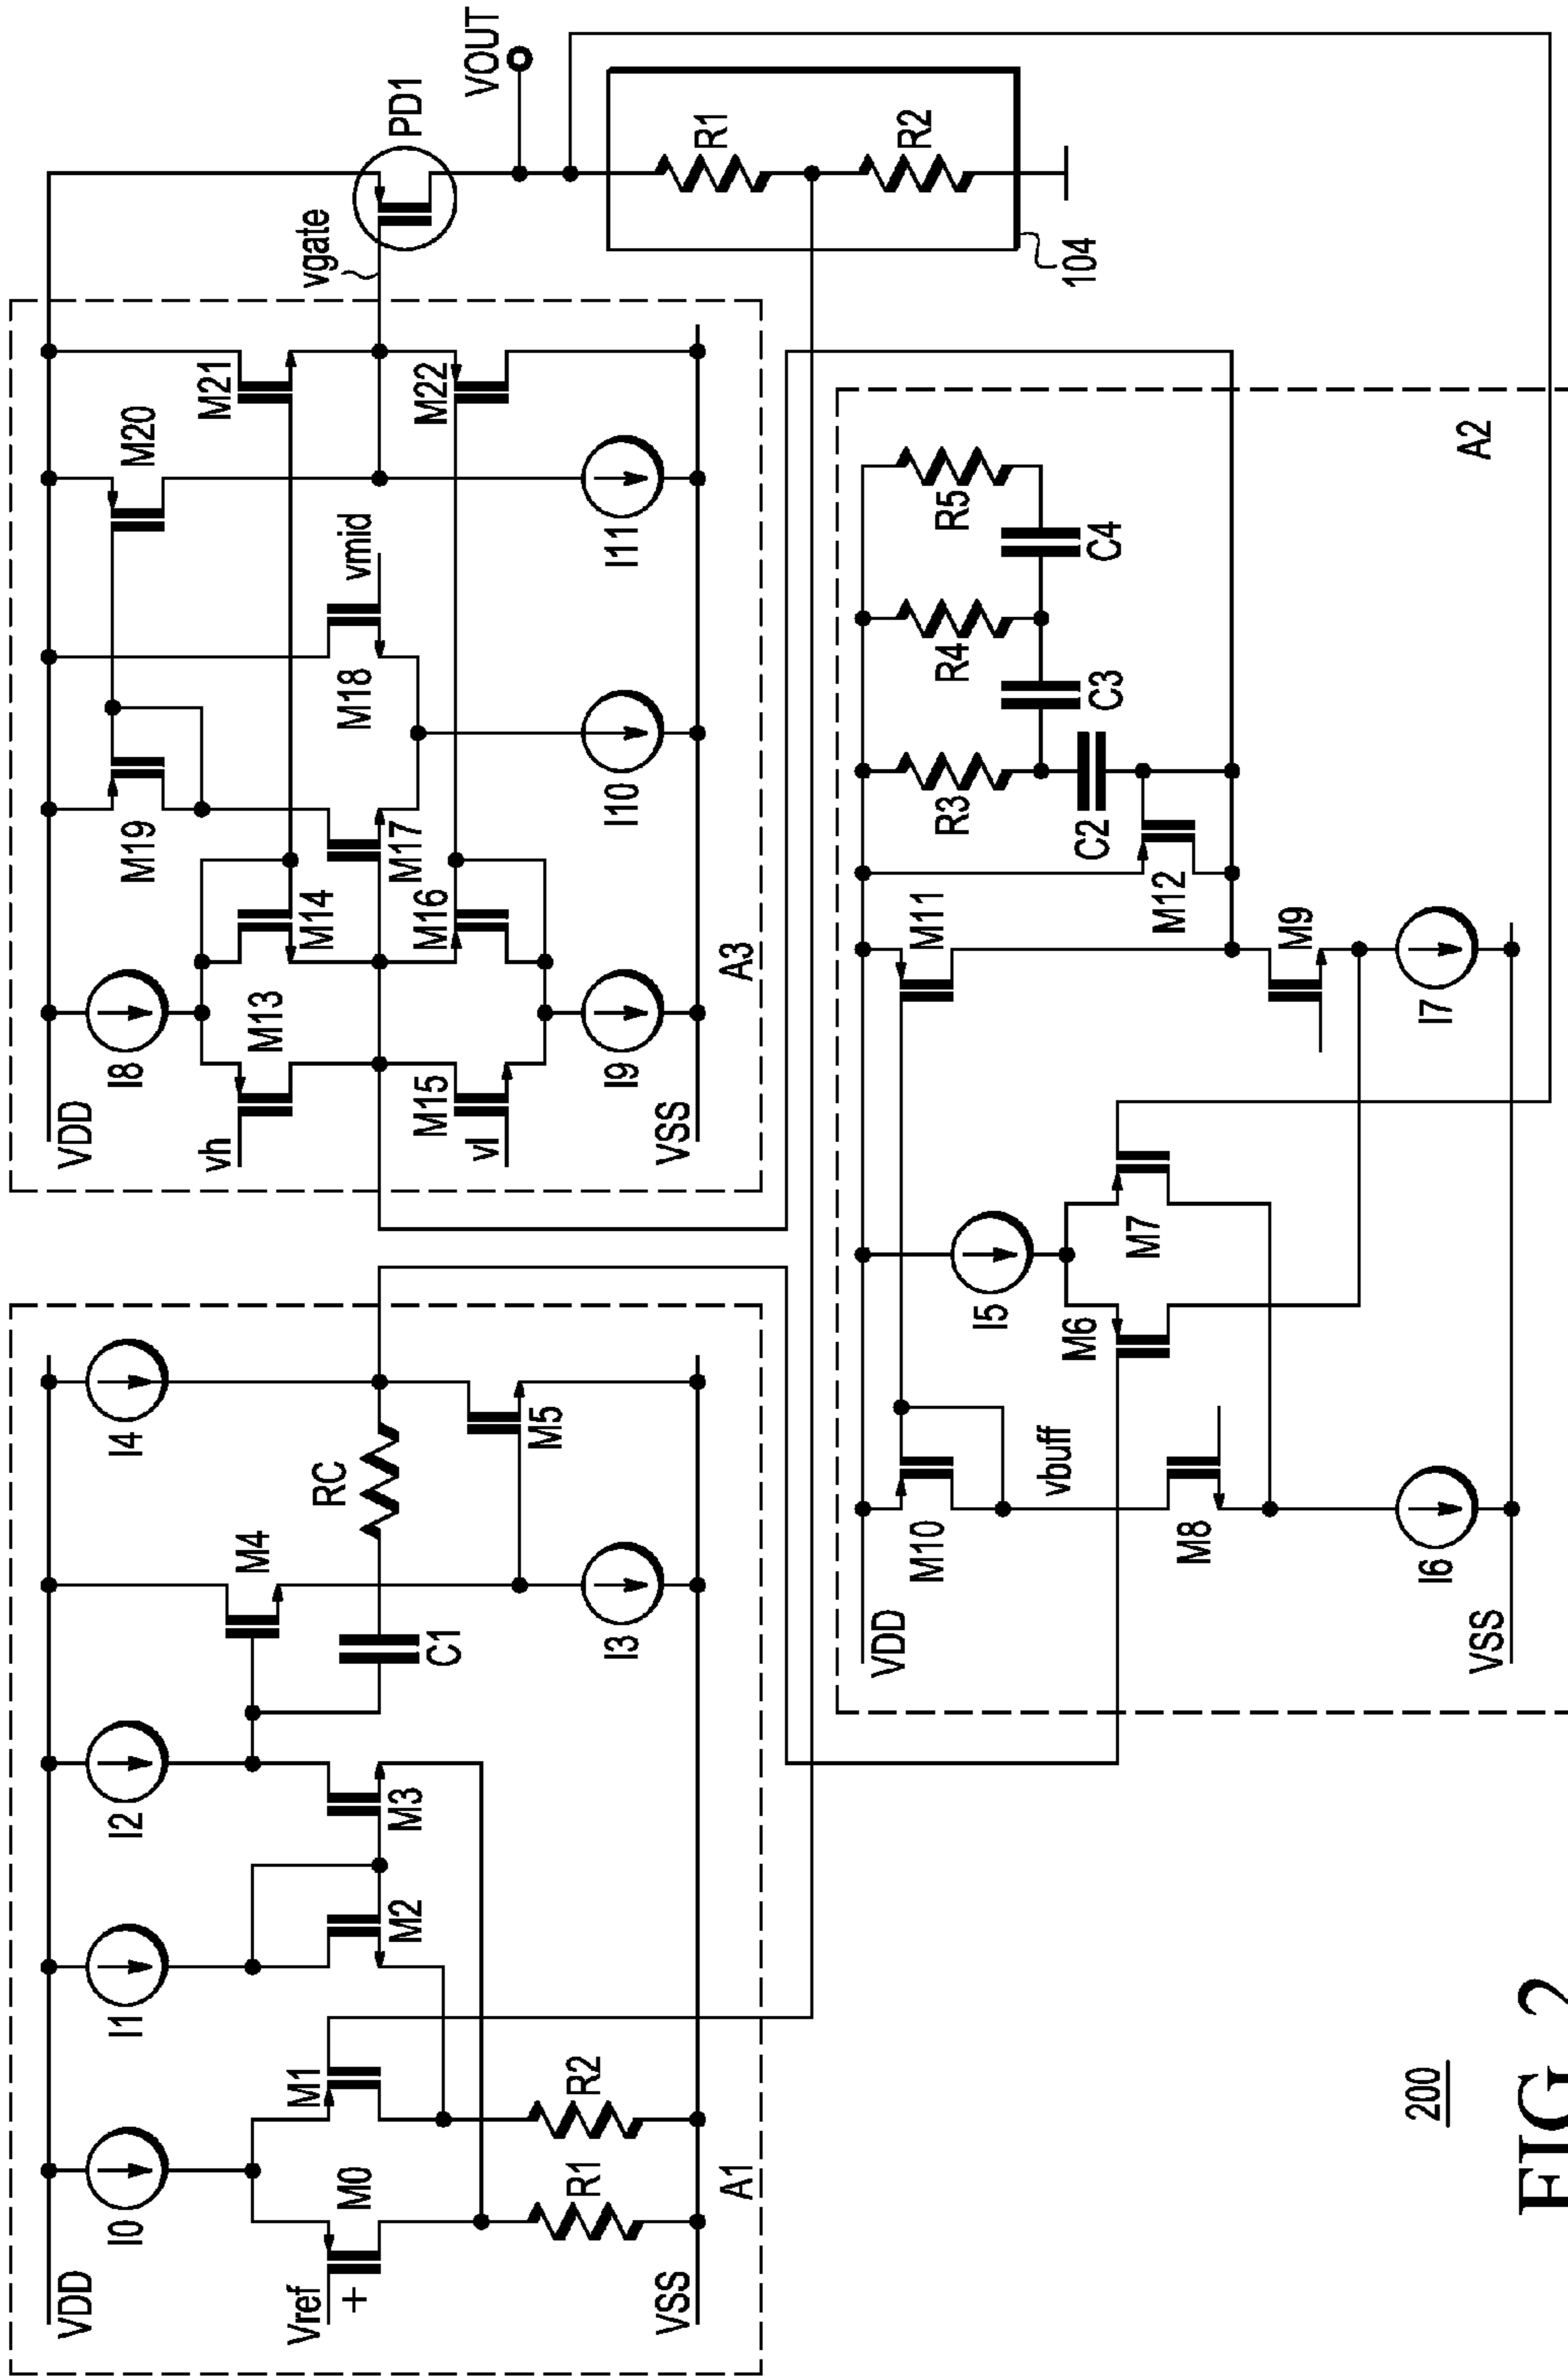 VDD
I0
I1
I2
I4
M4
M0
M1
Vref
+
M2
M3
C1
RC
M5
R1
R2
I3
VSS
A1
VDD
I8
M19
M20
vh
M13
M14
M21
M17
M18
vmid
M15
M16
M22
vl
I9
I10
I11
VSS
A3
vgate
PD1
VOUT
R1
R2
104
VDD
M10
M11
R3
R4
R5
I5
C2
C3
C4
vbuff
M6
M7
M12
M8
M9
I6
I7
VSS
A2
200
FIG 2